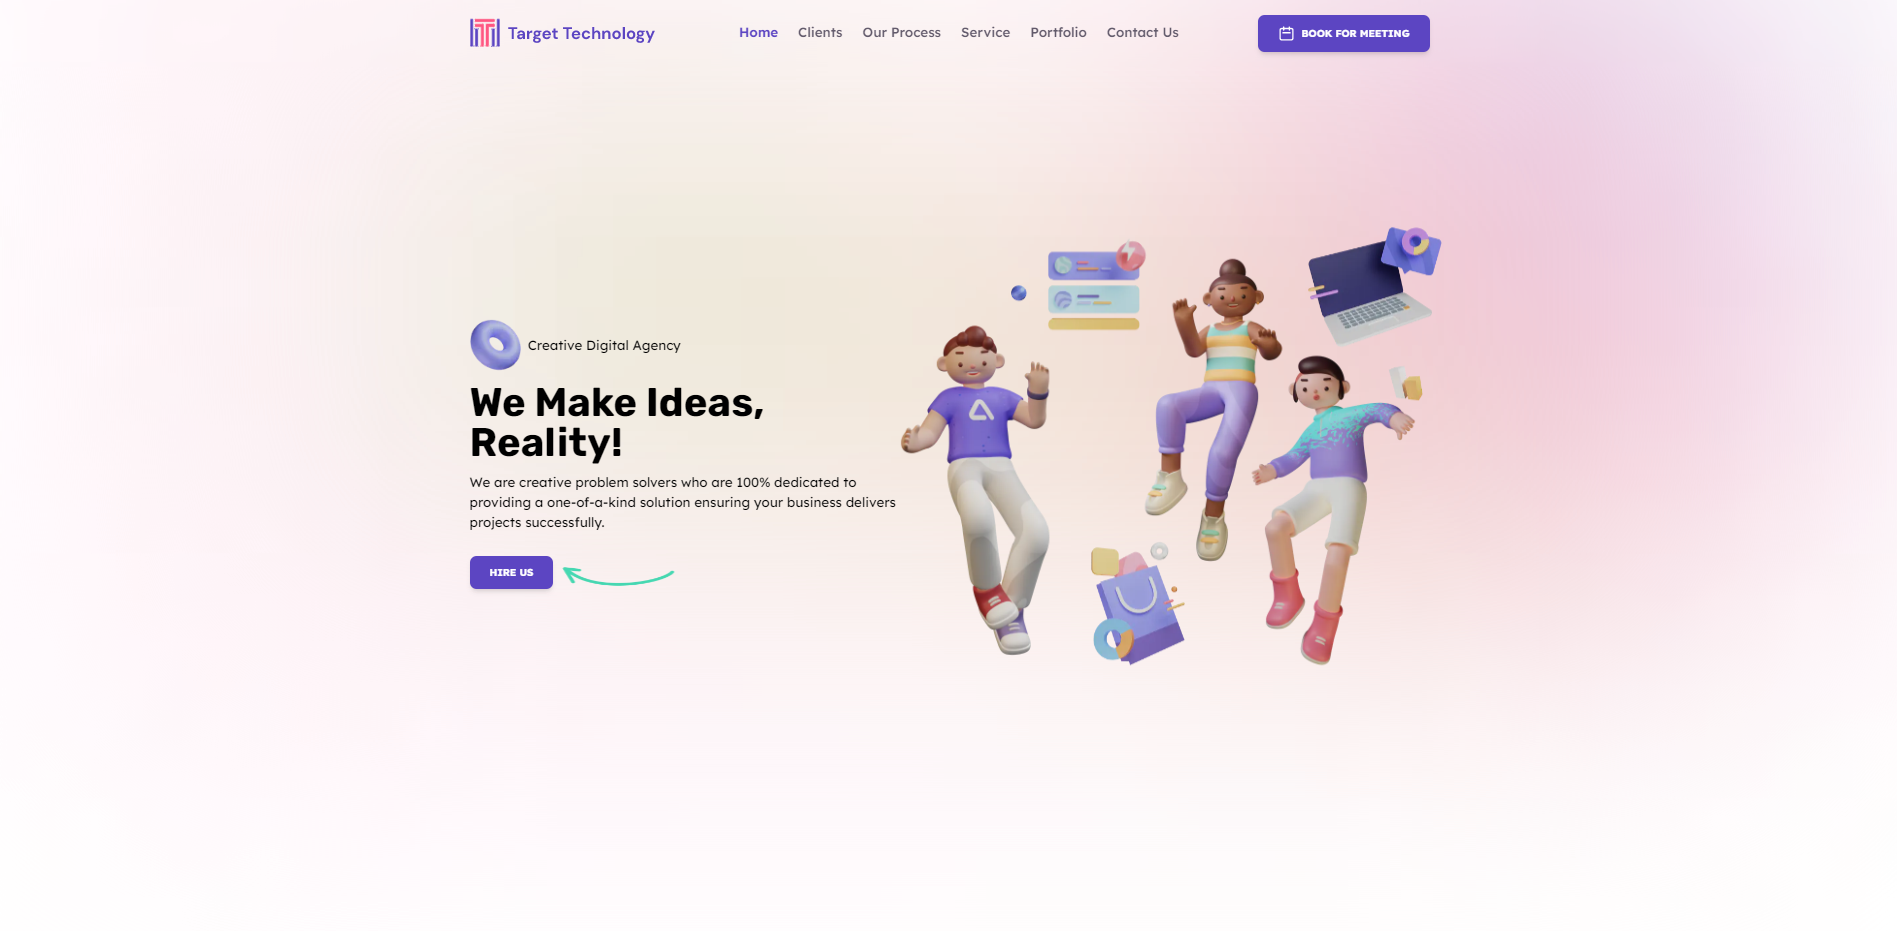 Target Technology
Home
Clients
Our Process
Service
Portfolio
Contact Us
BOOK FOR MEETING
Creative Digital Agency
We Make Ideas,
Reality!
We are creative problem solvers who are 100% dedicated to
providing a one-of-a-kind solution ensuring your business delivers
projects successfully.
HIRE US